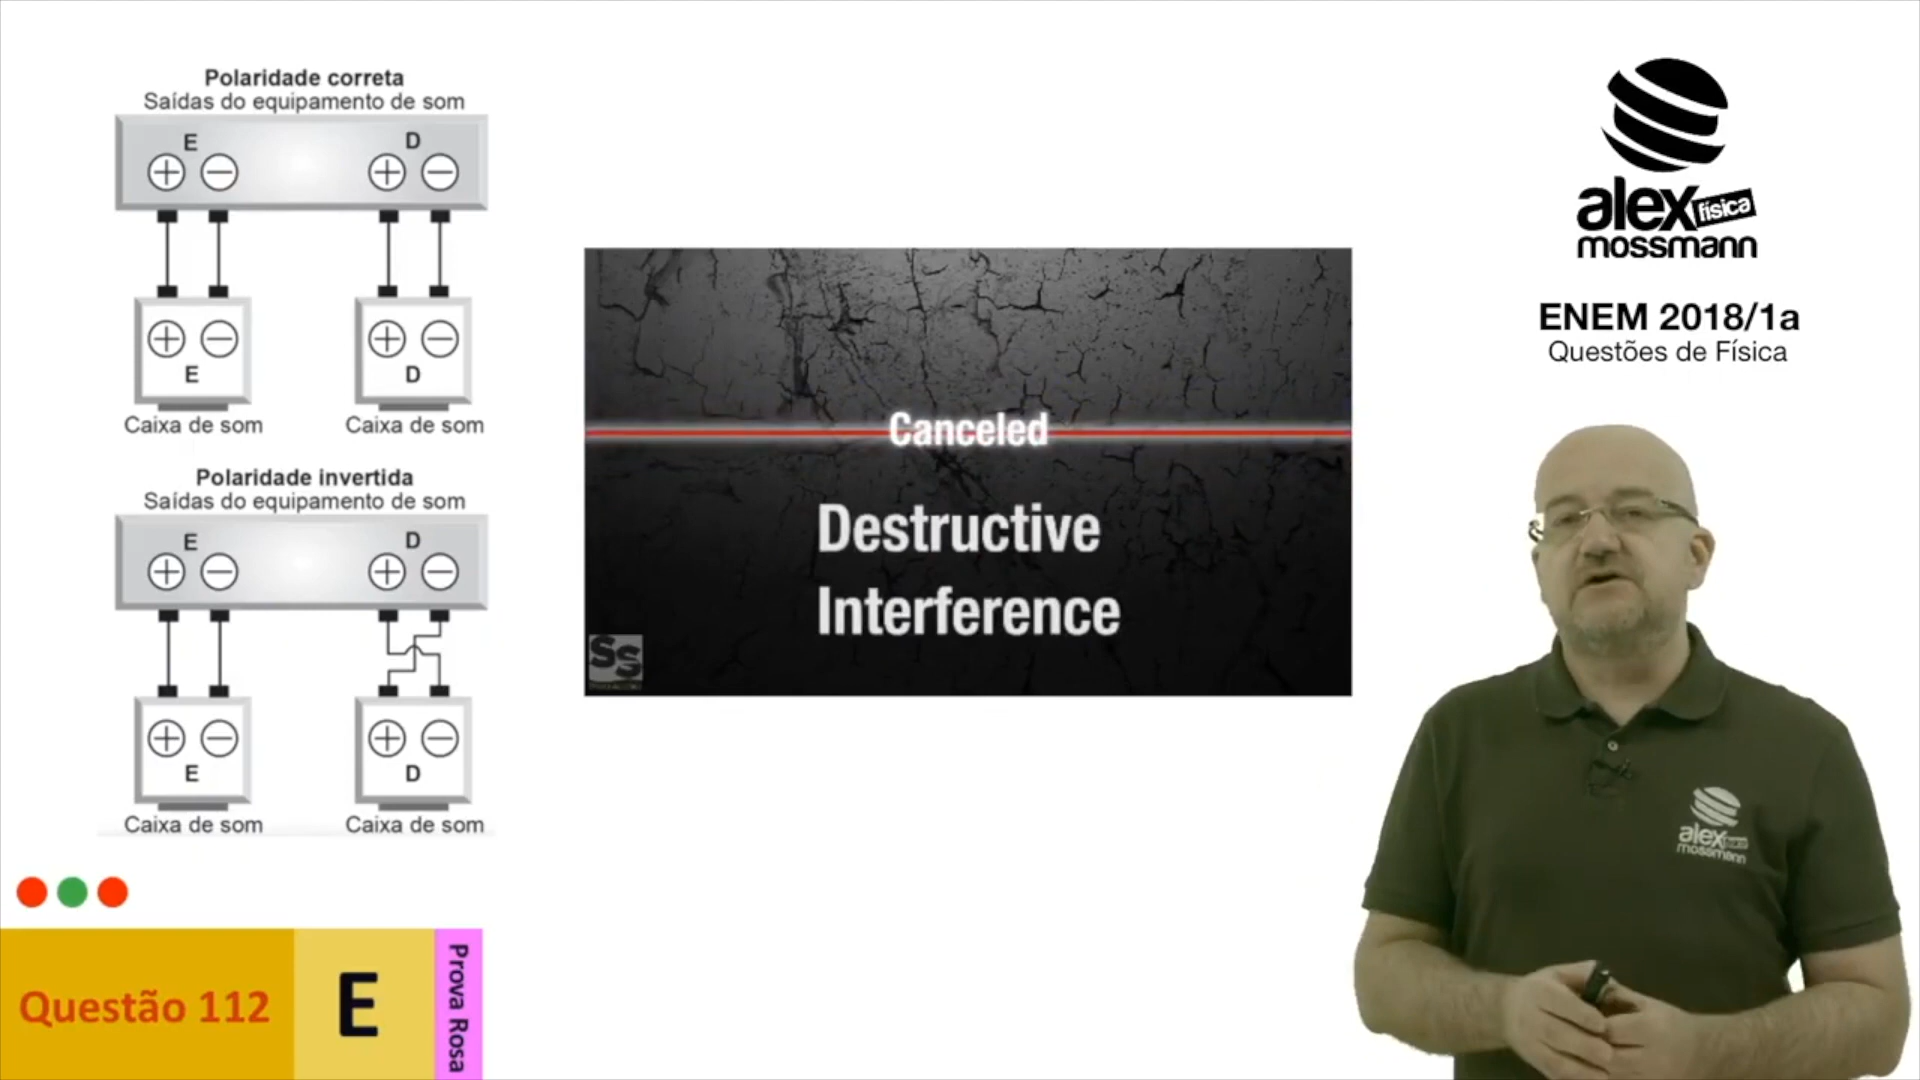 Polaridade correta
Saídas do equipamento de som
E
D
E
D
Caixa de som
Caixa de som
Polaridade invertida
Saídas do equipamento de som
E
D
E
D
Caixa de som
Caixa de som
Questão 112
E
Prova Rosa
Canceled
Destructive
Interference
SS
alex física
mossmann
ENEM 2018/1a
Questões de Física
alex física
mossmann